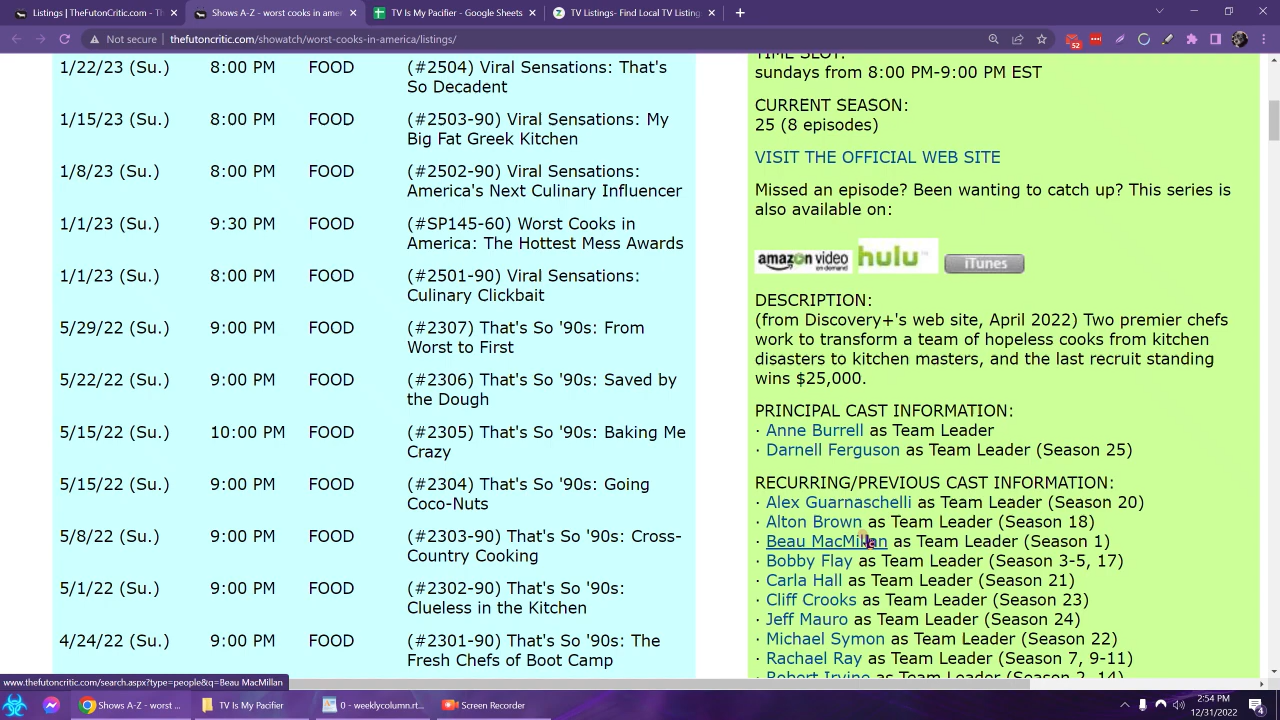 Listings - TheFutonCritic.com - Th
Shows A-Z - worst cooks in amer
TV Is My Pacifier - Google Sheets
TV Listings- Find Local TV Listing
Not secure
thefutoncritic.com/showatch/worst-cooks-in-america/listings/
52
1/22/23 (Su.) 8:00 PM FOOD (#2504) Viral Sensations: That's
So Decadent
1/15/23 (Su.) 8:00 PM FOOD (#2503-90) Viral Sensations: My
Big Fat Greek Kitchen
1/8/23 (Su.) 8:00 PM FOOD (#2502-90) Viral Sensations:
America's Next Culinary Influencer
1/1/23 (Su.) 9:30 PM FOOD (#SP145-60) Worst Cooks in
America: The Hottest Mess Awards
1/1/23 (Su.) 8:00 PM FOOD (#2501-90) Viral Sensations:
Culinary Clickbait
5/29/22 (Su.) 9:00 PM FOOD (#2307) That's So '90s: From
Worst to First
5/22/22 (Su.) 9:00 PM FOOD (#2306) That's So '90s: Saved by
the Dough
5/15/22 (Su.) 10:00 PM FOOD (#2305) That's So '90s: Baking Me
Crazy
5/15/22 (Su.) 9:00 PM FOOD (#2304) That's So '90s: Going
Coco-Nuts
5/8/22 (Su.) 9:00 PM FOOD (#2303-90) That's So '90s: Cross-
Country Cooking
5/1/22 (Su.) 9:00 PM FOOD (#2302-90) That's So '90s:
Clueless in the Kitchen
4/24/22 (Su.) 9:00 PM FOOD (#2301-90) That's So '90s: The
Fresh Chefs of Boot Camp
TIME SLOT:
sundays from 8:00 PM-9:00 PM EST
CURRENT SEASON:
25 (8 episodes)
VISIT THE OFFICIAL WEB SITE
Missed an episode? Been wanting to catch up? This series is
also available on:
amazon video on demand
hulu
iTunes
DESCRIPTION:
(from Discovery+'s web site, April 2022) Two premier chefs
work to transform a team of hopeless cooks from kitchen
disasters to kitchen masters, and the last recruit standing
wins $25,000.
PRINCIPAL CAST INFORMATION:
· Anne Burrell as Team Leader
· Darnell Ferguson as Team Leader (Season 25)
RECURRING/PREVIOUS CAST INFORMATION:
· Alex Guarnaschelli as Team Leader (Season 20)
· Alton Brown as Team Leader (Season 18)
· Beau MacMillan as Team Leader (Season 1)
· Bobby Flay as Team Leader (Season 3-5, 17)
· Carla Hall as Team Leader (Season 21)
· Cliff Crooks as Team Leader (Season 23)
· Jeff Mauro as Team Leader (Season 24)
· Michael Symon as Team Leader (Season 22)
· Rachael Ray as Team Leader (Season 7, 9-11)
· Robert Irvine as Team Leader (Season 2, 14)
www.thefutoncritic.com/search.aspx?type=people&q=Beau MacMillan
Shows A-Z - worst ...
TV Is My Pacifier
0 - weeklycolumn.rt...
Screen Recorder
2:54 PM
12/31/2022
4